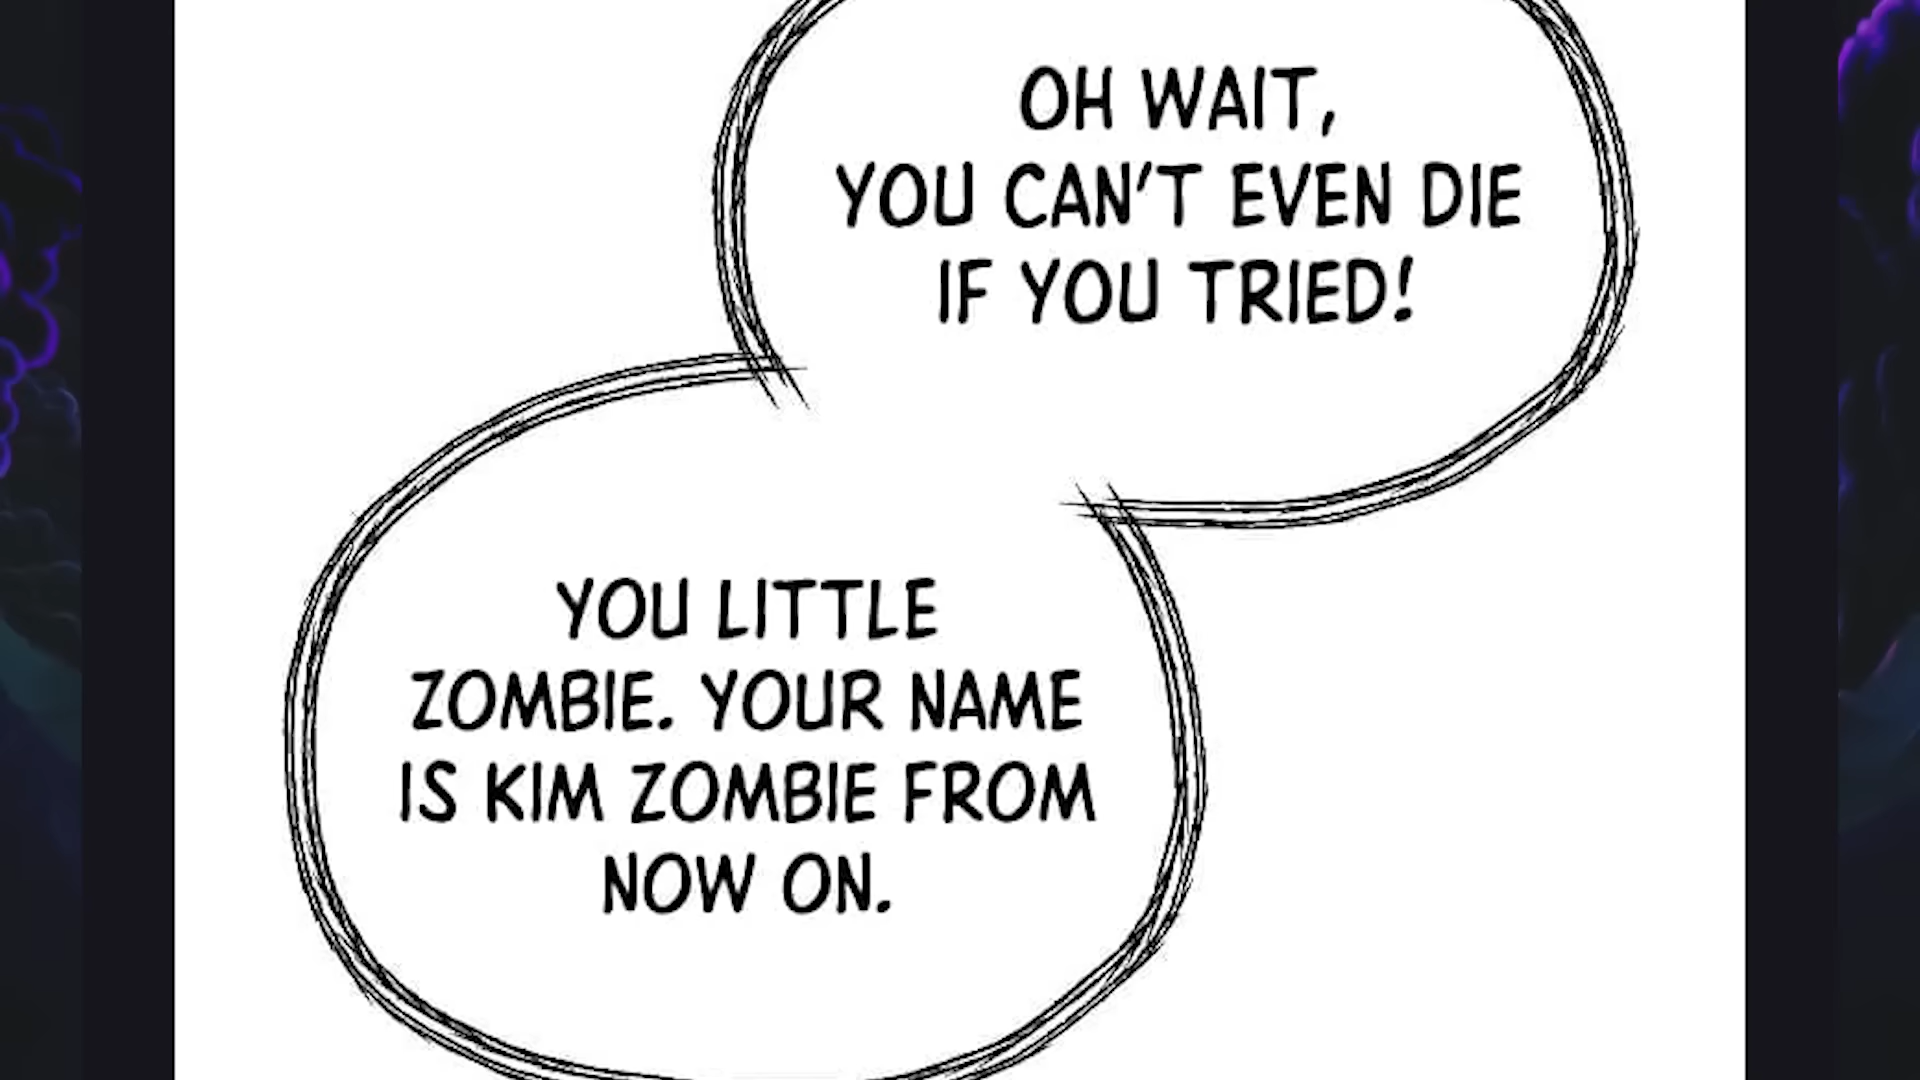 OH WAIT,
YOU CAN'T EVEN DIE
IF YOU TRIED!
YOU LITTLE
ZOMBIE. YOUR NAME
IS KIM ZOMBIE FROM
NOW ON.